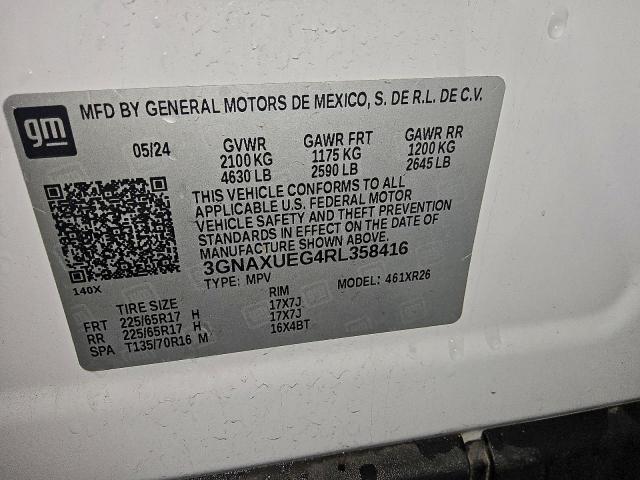 gm
MFD BY GENERAL MOTORS DE MEXICO, S. DE R.L. DE C.V.
05/24 GVWR GAWR FRT GAWR RR
2100 KG 1175 KG 1200 KG
4630 LB 2590 LB 2645 LB
THIS VEHICLE CONFORMS TO ALL
APPLICABLE U.S. FEDERAL MOTOR
VEHICLE SAFETY AND THEFT PREVENTION
STANDARDS IN EFFECT ON THE DATE OF
MANUFACTURE SHOWN ABOVE.
3GNAXUEG4RL358416
140X TYPE: MPV MODEL: 461XR26
TIRE SIZE RIM
FRT 225/65R17 H 17X7J
RR 225/65R17 H 17X7J
SPA T135/70R16 M 16X4BT